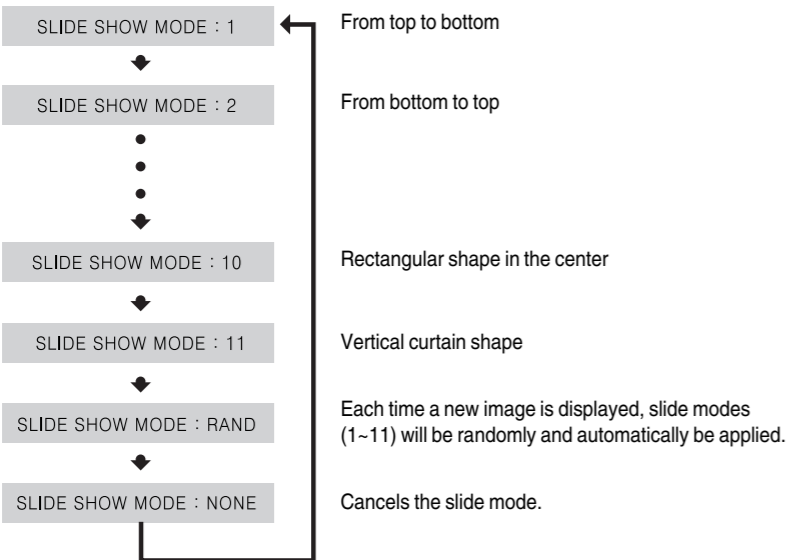 SLIDE SHOW MODE : 1
From top to bottom
SLIDE SHOW MODE : 2
From bottom to top
SLIDE SHOW MODE : 10
Rectangular shape in the center
SLIDE SHOW MODE : 11
Vertical curtain shape
SLIDE SHOW MODE : RAND
Each time a new image is displayed, slide modes
(1~11) will be randomly and automatically be applied.
SLIDE SHOW MODE : NONE
Cancels the slide mode.